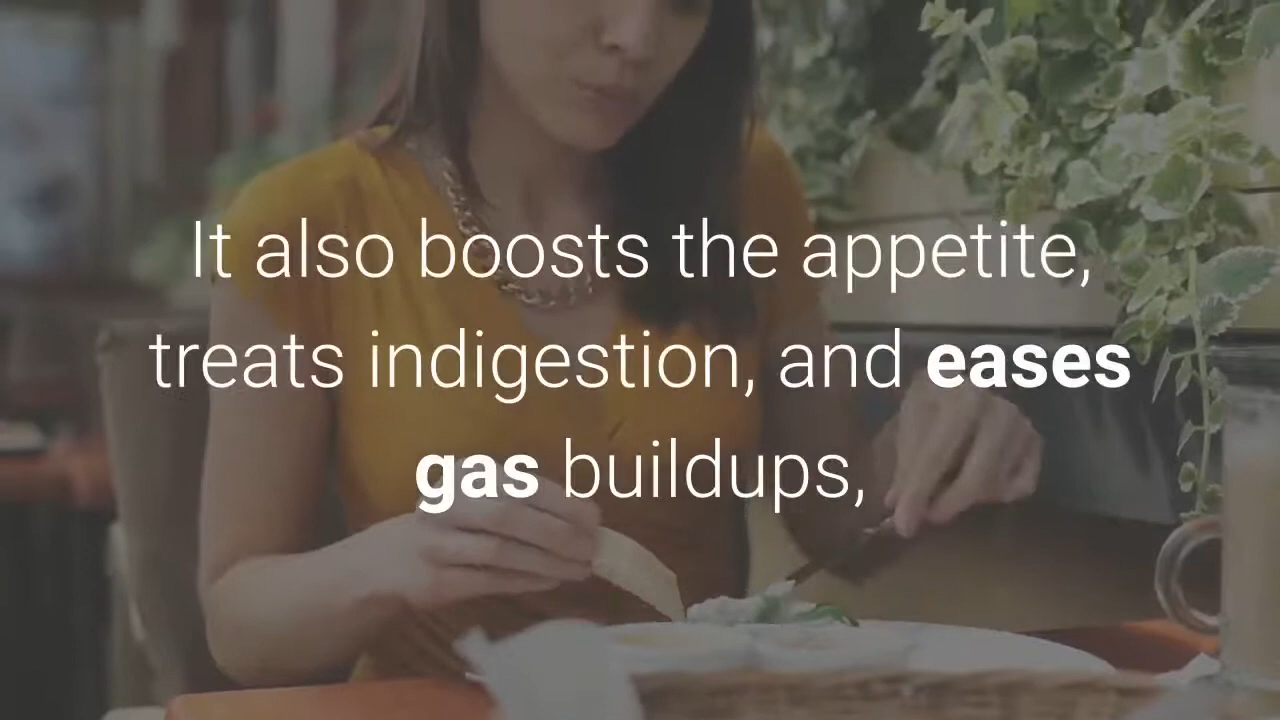 It also boosts the appetite,
treats indigestion, and eases
gas buildups,